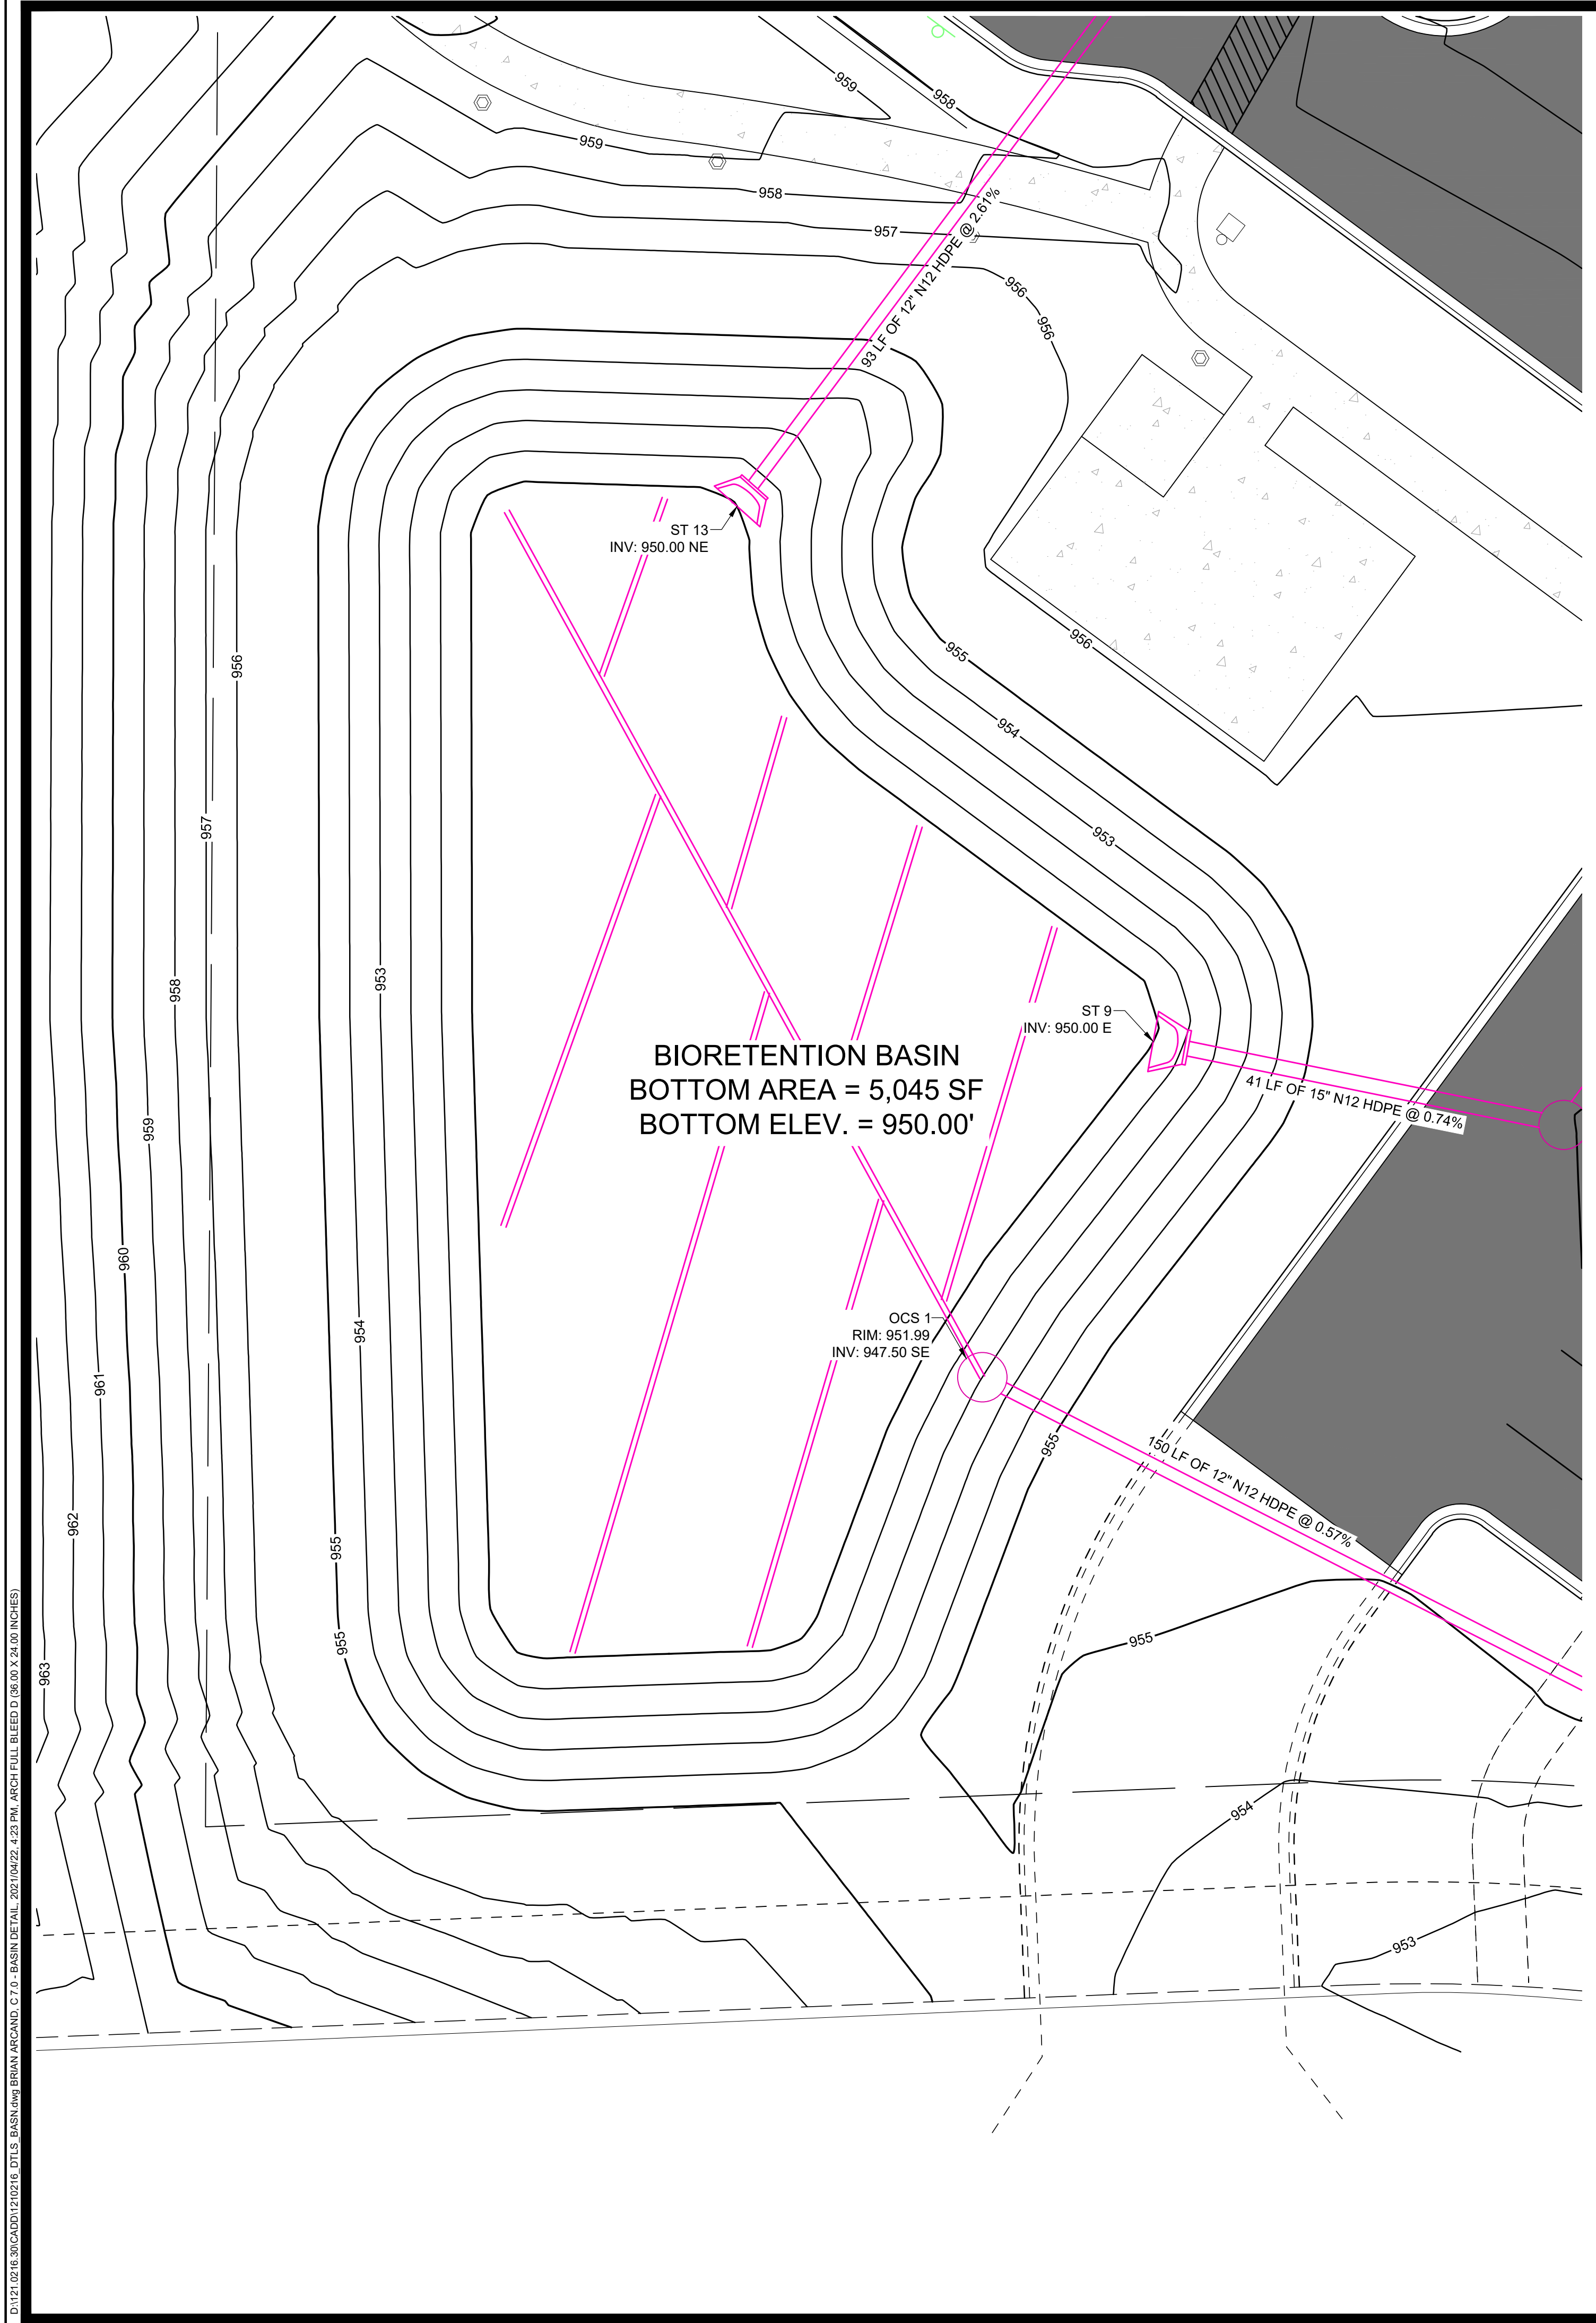 959
958
959
958
957
93 LF OF 12" N12 HDPE @ 2.61%
956
956
ST 13
INV: 950.00 NE
956
956
955
954
957
953
953
958
ST 9
INV: 950.00 E
BIORETENTION BASIN
BOTTOM AREA = 5,045 SF
BOTTOM ELEV. = 950.00'
41 LF OF 15" N12 HDPE @ 0.74%
959
960
OCS 1
RIM: 951.99
INV: 947.50 SE
954
961
955
150 LF OF 12" N12 HDPE @ 0.57%
962
955
955
955
963
954
953
D:\121.0216.30\CADD\1210216_DTLS_BASN.dwg BRIAN ARCAND, C 7.0 - BASIN DETAIL, 2021/04/22, 4:23 PM, ARCH FULL BLEED D (36.00 X 24.00 INCHES)